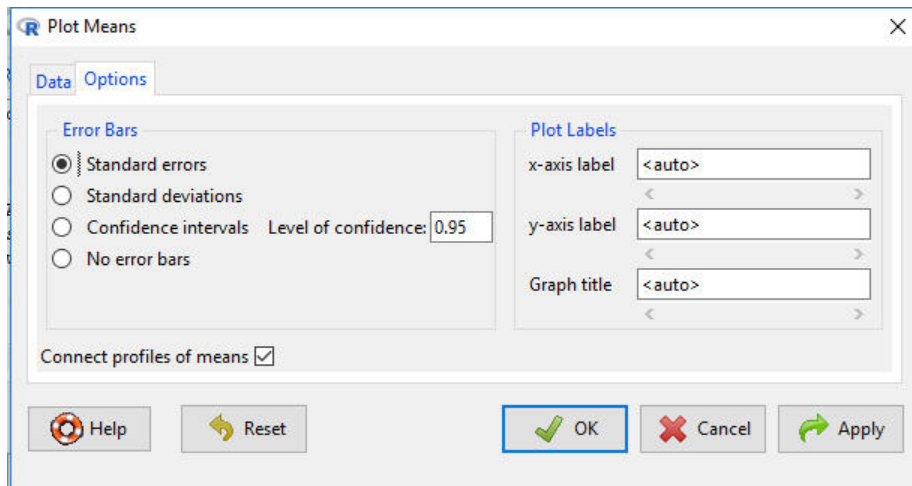 Plot Means
Data Options
Error Bars
Standard errors
Standard deviations
Confidence intervals Level of confidence: 0.95
No error bars
Plot Labels
x-axis label <auto>
y-axis label <auto>
Graph title <auto>
Connect profiles of means
Help Reset OK Cancel Apply